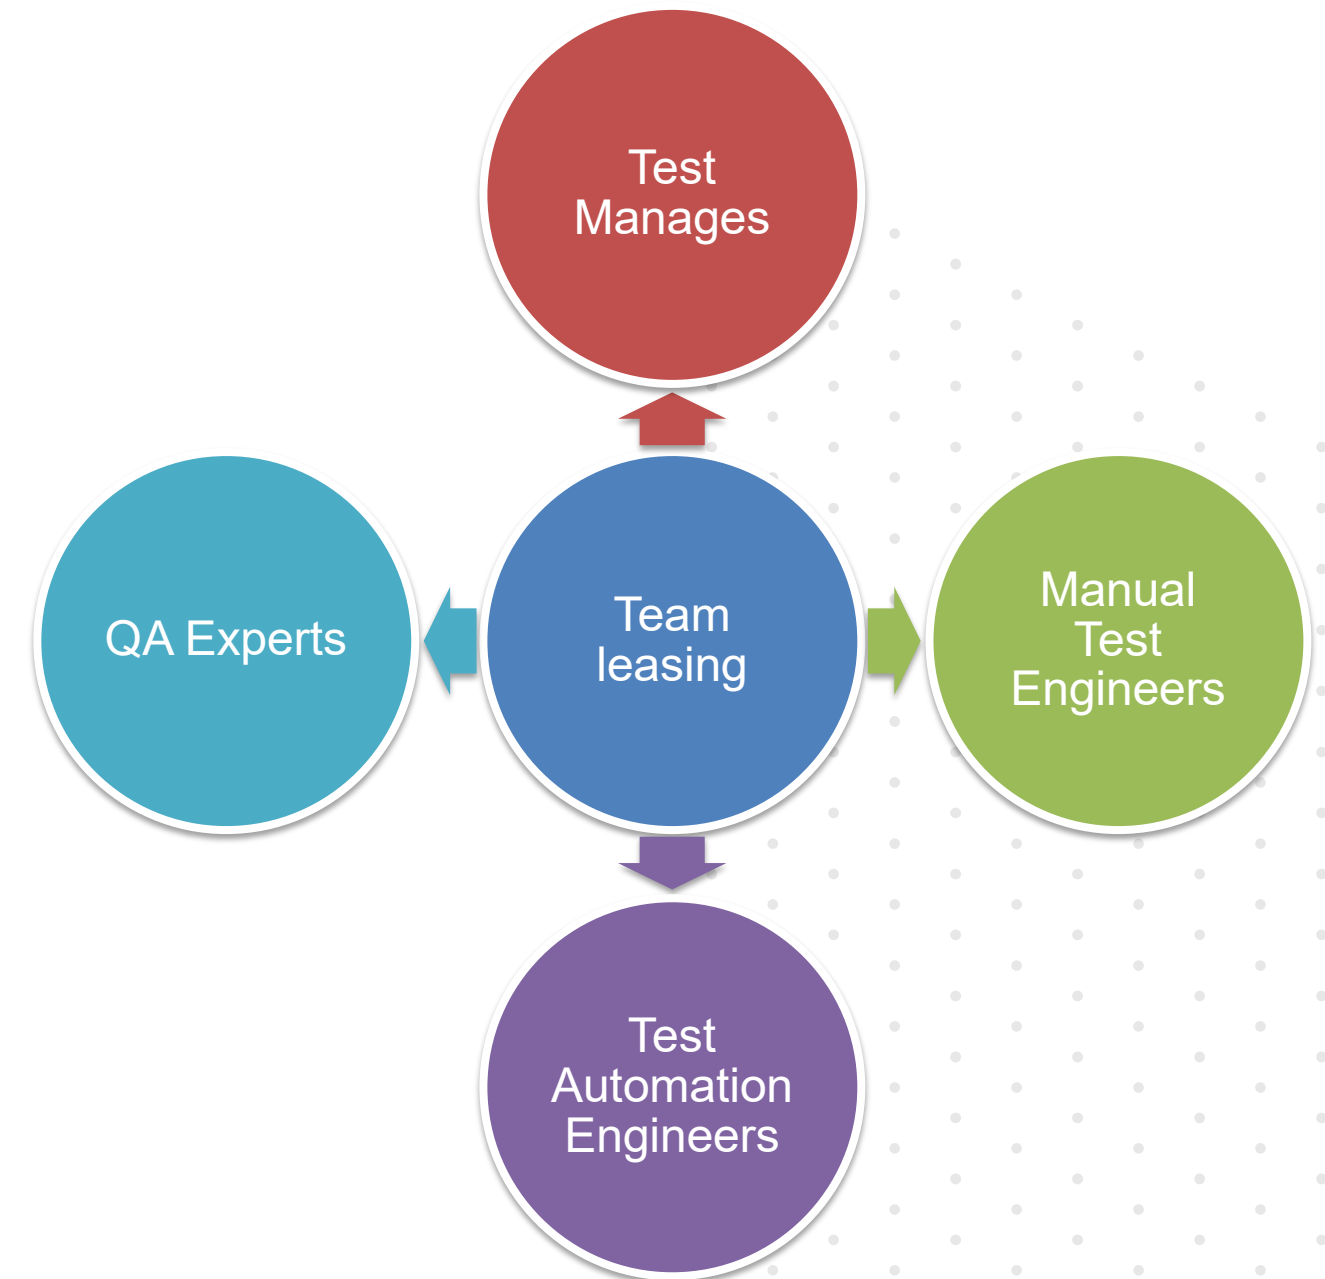 Test
Manages
QA Experts
Team
leasing
Manual
Test
Engineers
Test
Automation
Engineers